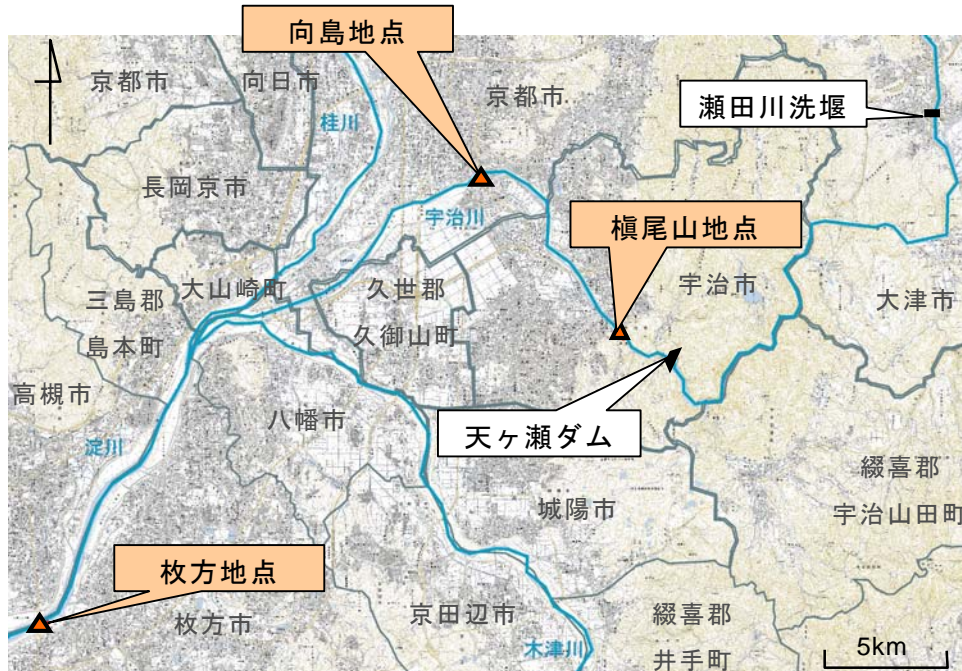 向島地点
京都市
向日市
京都市
瀬田川洗堰
桂川
長岡京市
宇治川
槇尾山地点
宇治市
三島郡
島本町
大山崎町
久世郡
久御山町
大津市
高槻市
八幡市
天ヶ瀬ダム
淀川
綴喜郡
宇治山田町
城陽市
枚方地点
枚方市
京田辺市
木津川
綴喜郡
井手町
5km